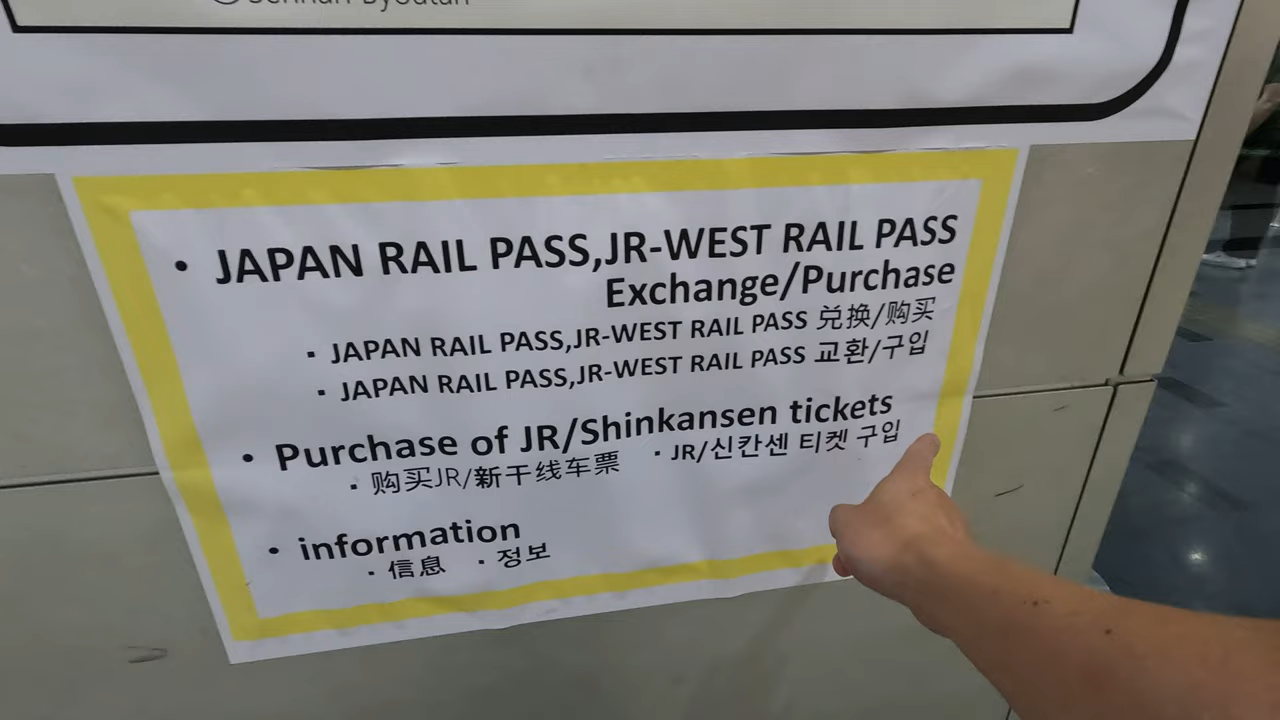 • JAPAN RAIL PASS,JR-WEST RAIL PASS
Exchange/Purchase
▪ JAPAN RAIL PASS,JR-WEST RAIL PASS 兑换/购买
▪ JAPAN RAIL PASS,JR-WEST RAIL PASS 교환/구입
• Purchase of JR/Shinkansen tickets
▪ 购买JR/新干线车票 ▪ JR/신칸센 티켓 구입
• information
▪ 信息 ▪ 정보